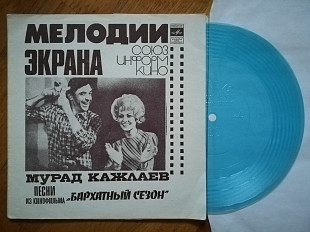 МЕЛОДИИ
ЭКРАНА
СОЮЗ
ИНФОРМ
КИНО
МУРАД КАЖЛАЕВ
ПЕСНИ
ИЗ КИНОФИЛЬМА „БАРХАТНЫЙ СЕЗОН"